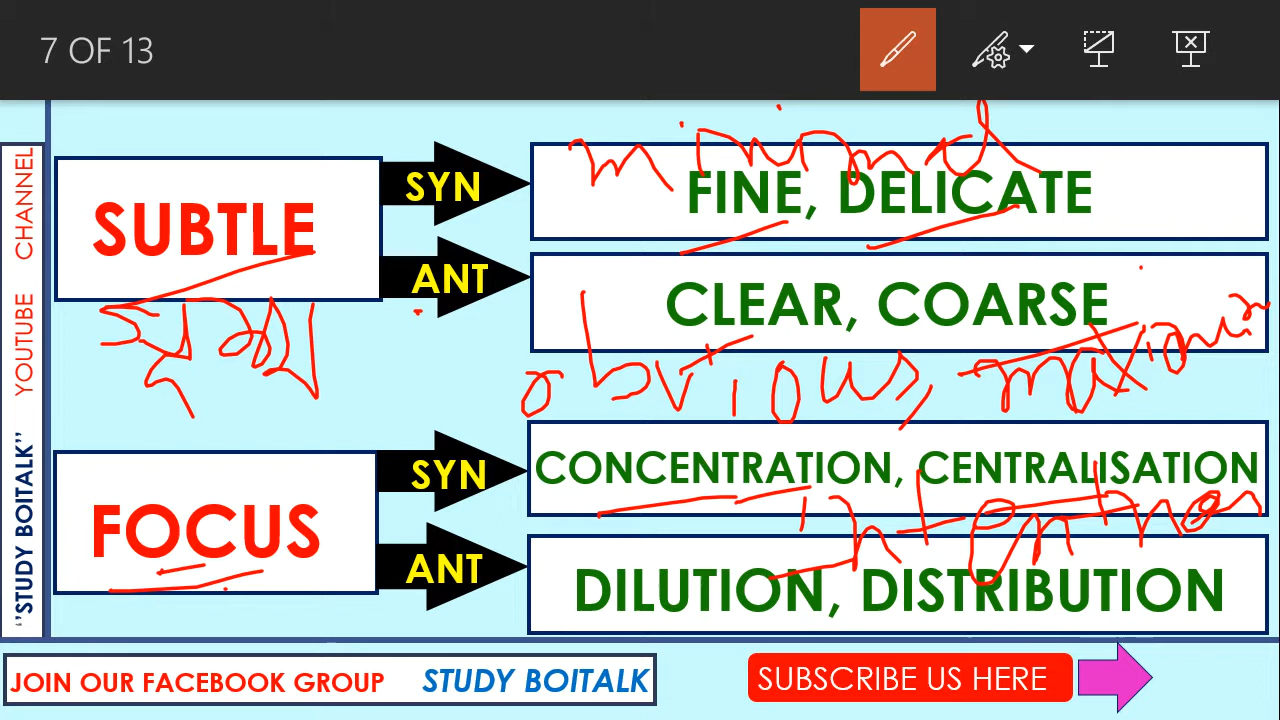 7 OF 13
minimal
SUBTLE
SYN
FINE, DELICATE
ANT
CLEAR, COARSE
obvious, maximum
FOCUS
SYN
CONCENTRATION, CENTRALISATION
ANT
DILUTION, DISTRIBUTION
"STUDY BOITALK" YOUTUBE CHANNEL
JOIN OUR FACEBOOK GROUP STUDY BOITALK
SUBSCRIBE US HERE